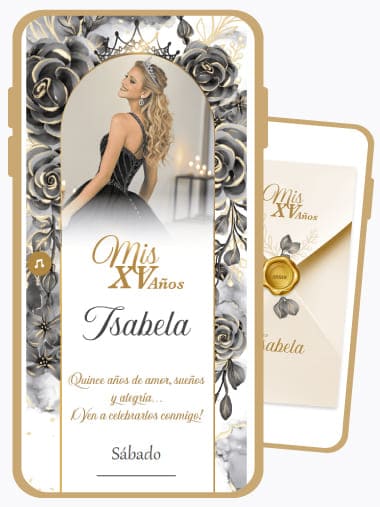 Mis
XV Años
Isabela
Quince años de amor, sueños
y alegría...
¡Ven a celebrarlos conmigo!
Sábado
Mis
XV Años
Isabela